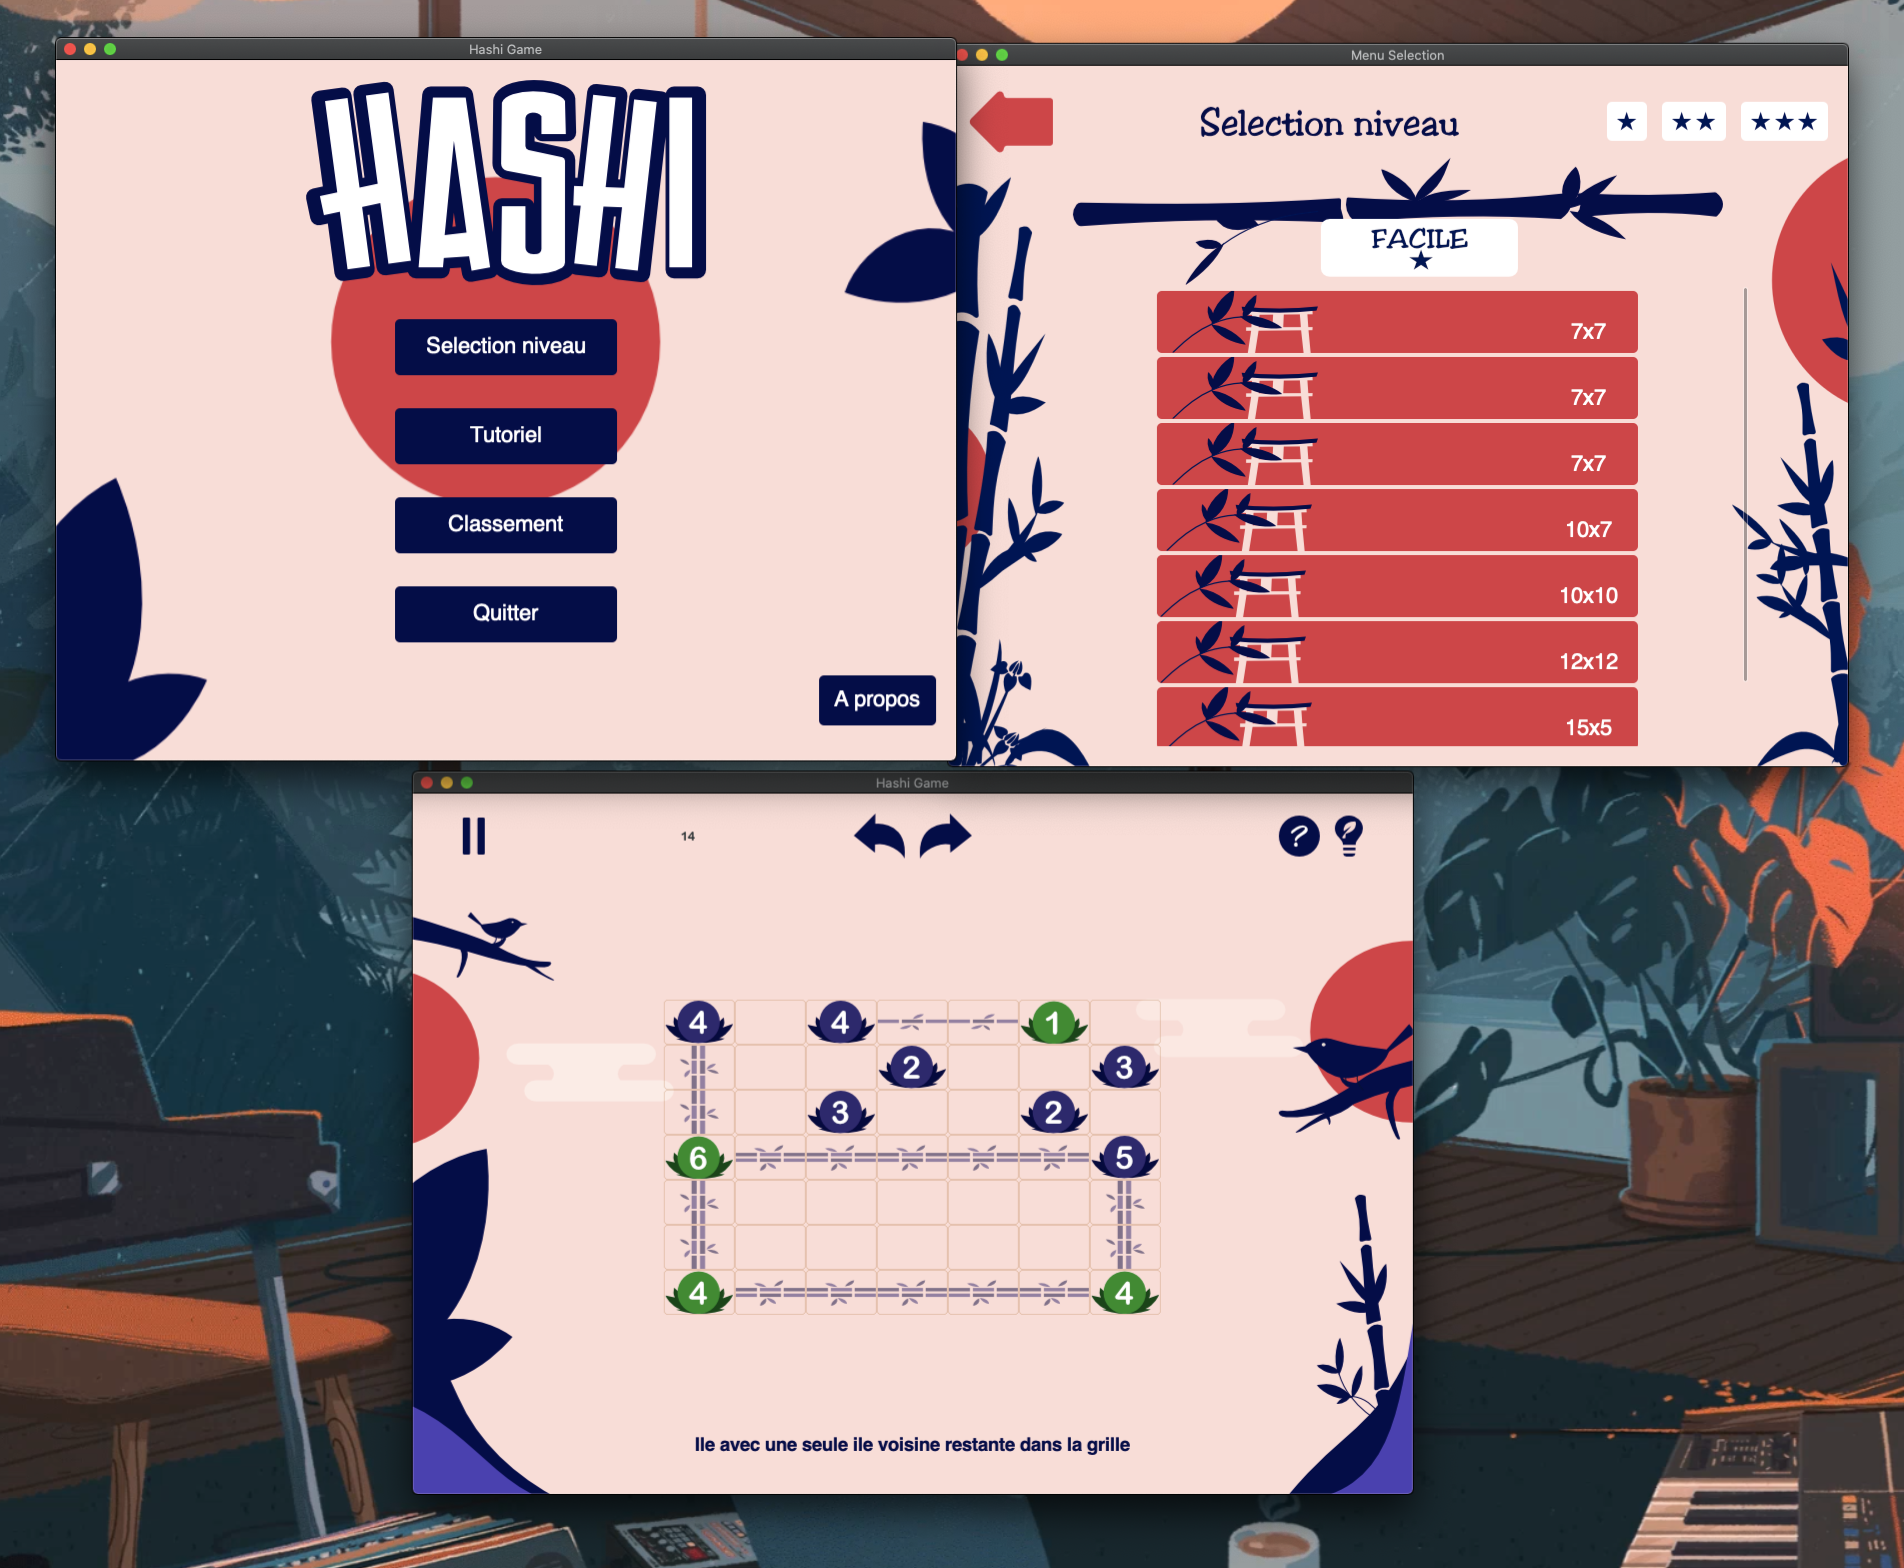 Hashi Game
HASHI
Selection niveau
Tutoriel
Classement
Quitter
A propos
Menu Selection
Selection niveau
FACILE
7x7
7x7
7x7
10x7
10x10
12x12
15x5
Hashi Game
14
?
4 4 1
2 3
3 2
6 5
4 4
Ile avec une seule ile voisine restante dans la grille